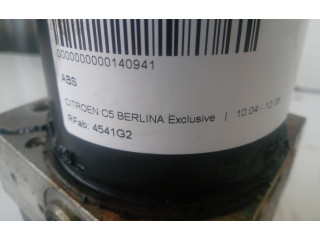 0000000000140941
ABS
CITROEN C5 BERLINA Exclusive | 10.04 - 12.08
RFab: 4541G2